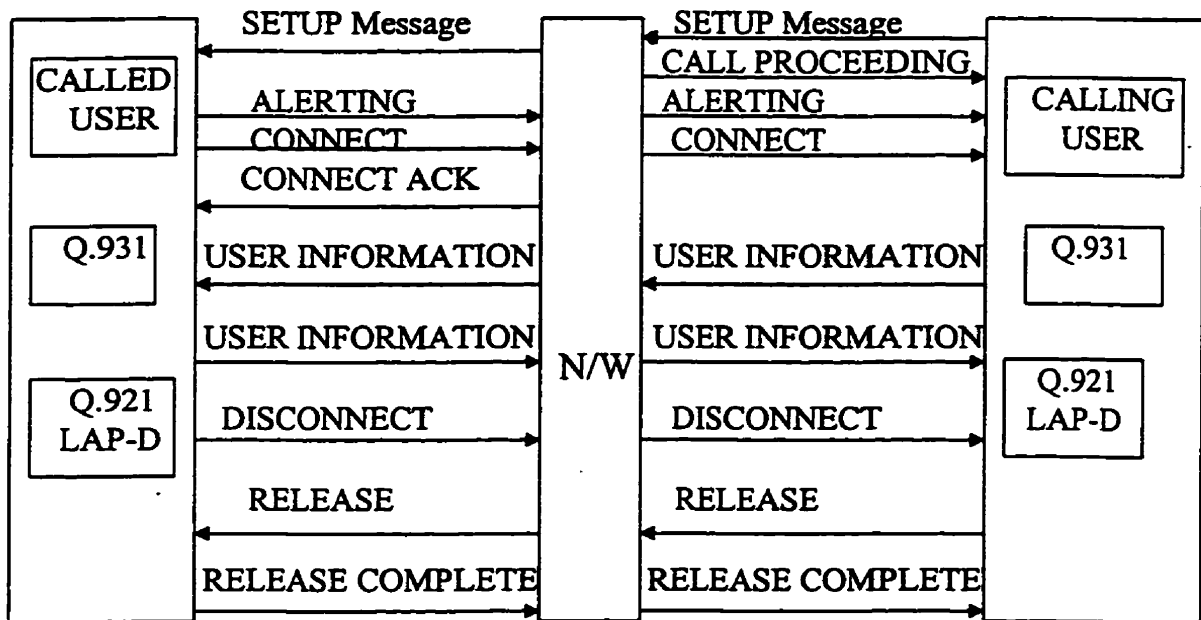 SETUP Message
SETUP Message
CALLED
USER
CALL PROCEEDING
ALERTING
ALERTING
CALLING
USER
CONNECT
CONNECT
CONNECT ACK
Q.931
USER INFORMATION
USER INFORMATION
Q.931
USER INFORMATION
USER INFORMATION
N/W
Q.921
LAP-D
DISCONNECT
DISCONNECT
Q.921
LAP-D
RELEASE
RELEASE
RELEASE COMPLETE
RELEASE COMPLETE